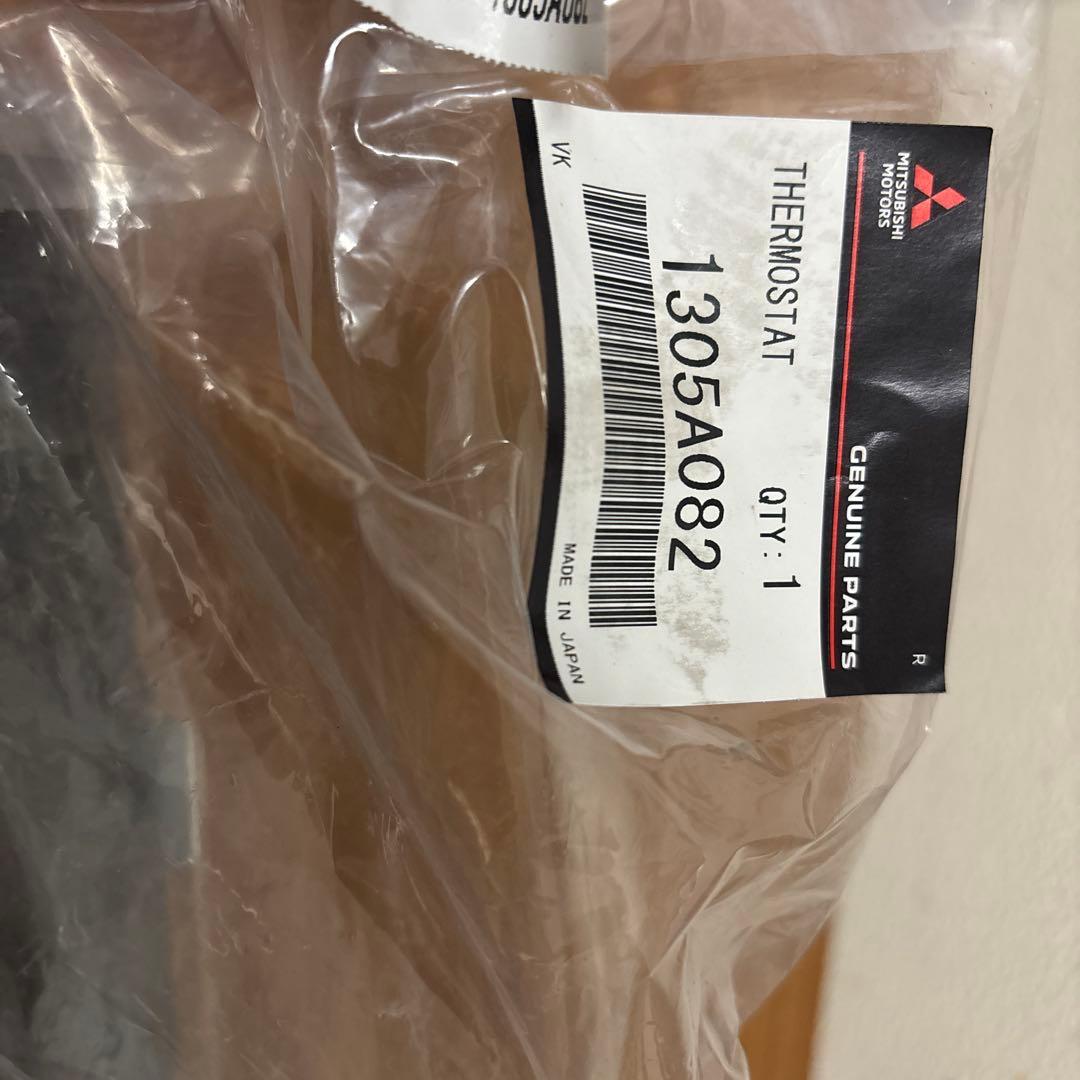 MITSUBISHI
MOTORS
GENUINE PARTS
R
THERMOSTAT QTY: 1
1305A082
VK
MADE IN JAPAN